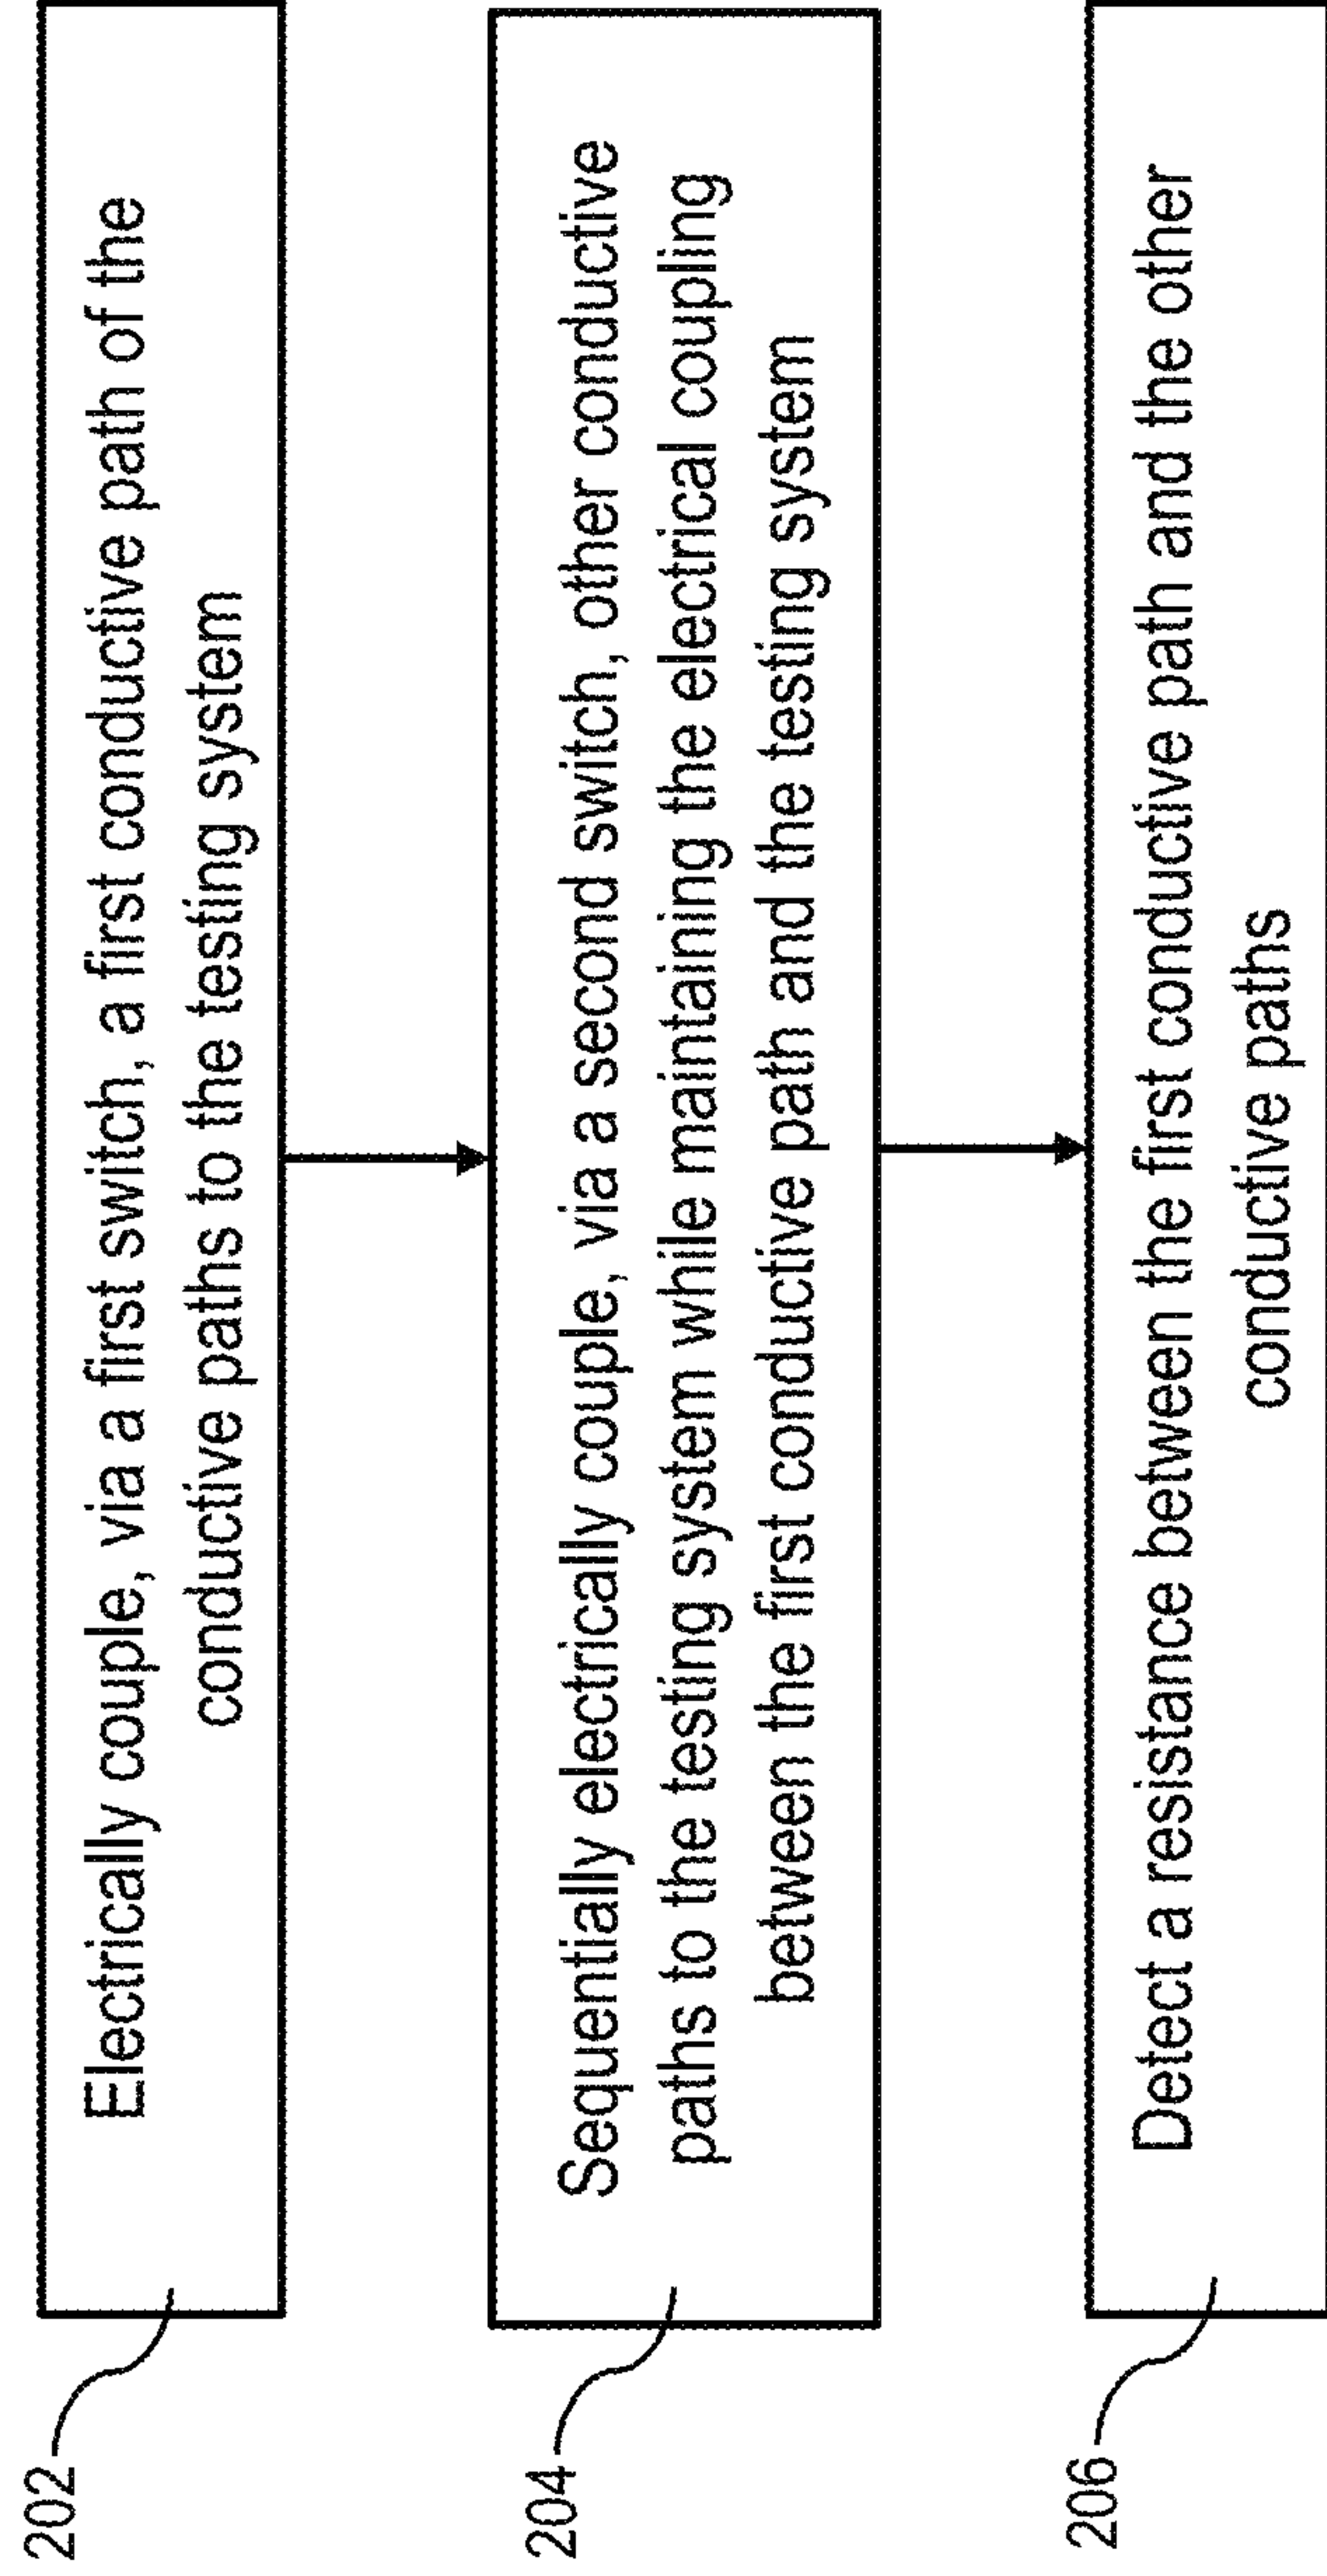 202
Electrically couple, via a first switch, a first conductive path of the
conductive paths to the testing system
204
Sequentially electrically couple, via a second switch, other conductive
paths to the testing system while maintaining the electrical coupling
between the first conductive path and the testing system
206
Detect a resistance between the first conductive path and the other
conductive paths